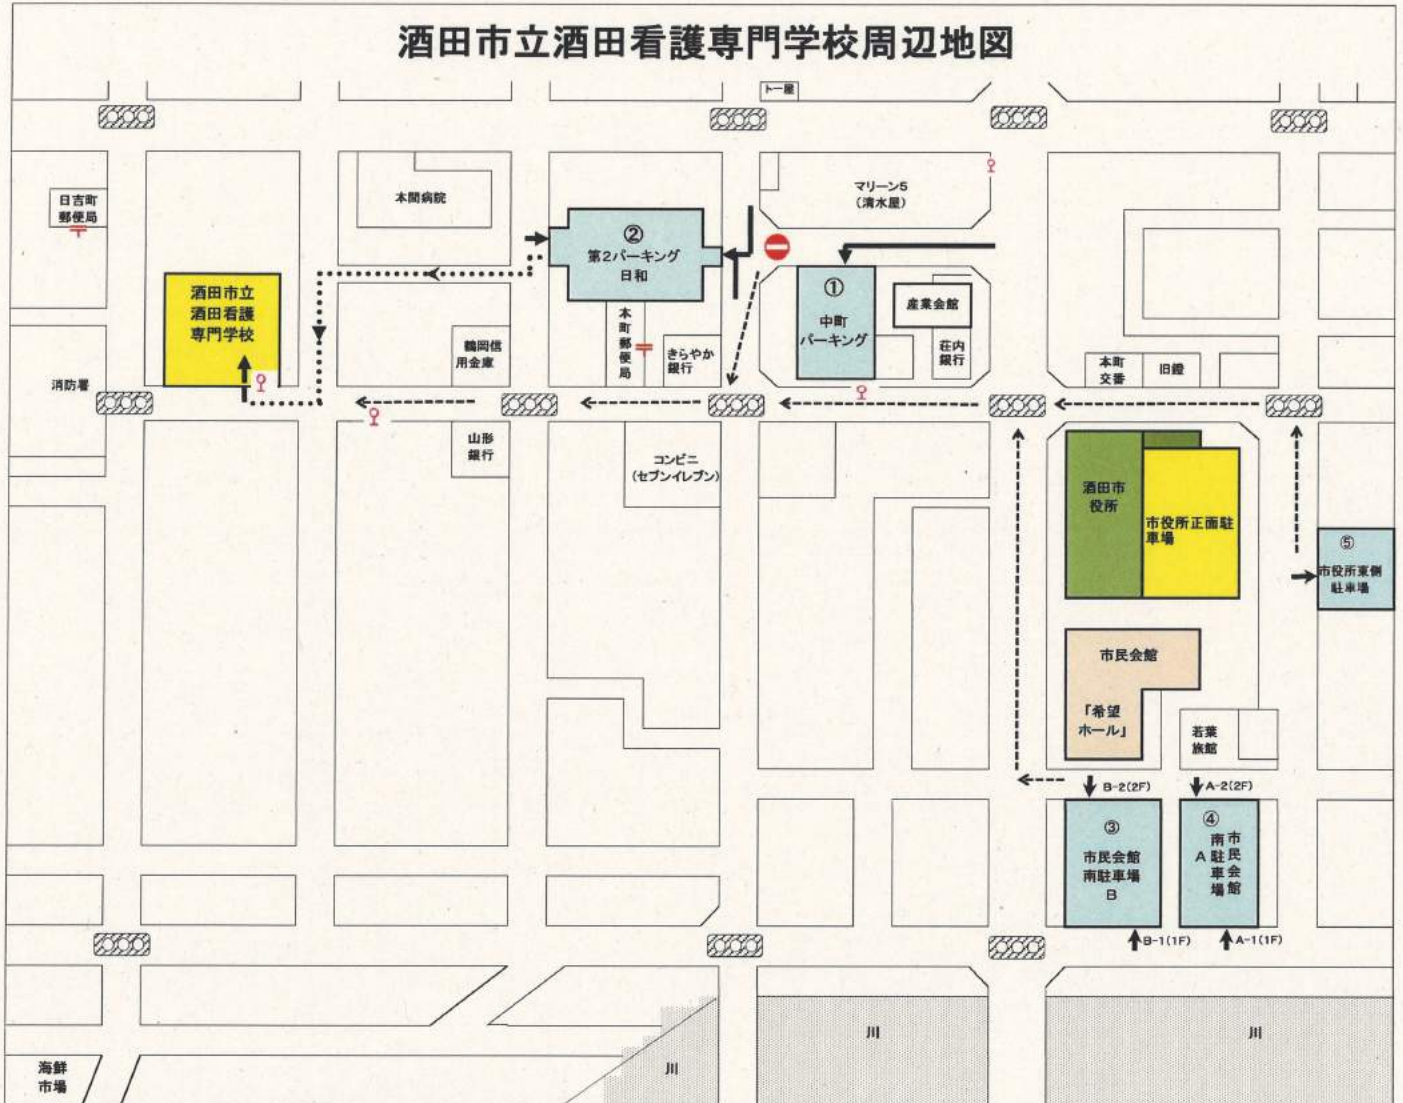 酒田市立酒田看護専門学校周辺地図
ト一屋
日吉町
郵便局
本間病院
マリーン5
(清水屋)
②
第2パーキング
日和
①
中町
パーキング
産業会館
荘内
銀行
酒田市立
酒田看護
専門学校
鶴岡信
用金庫
本町郵便局
きらやか
銀行
本町
交番
旧鐙
消防署
山形
銀行
コンビニ
(セブンイレブン)
酒田市
役所
市役所正面駐
車場
⑤
市役所東側
駐車場
市民会館
「希望
ホール」
若葉
旅館
B-2(2F)
A-2(2F)
③
市民会館
南駐車場
B
④
市民会館
南駐車場
A
B-1(1F)
A-1(1F)
川
川
川
海鮮
市場